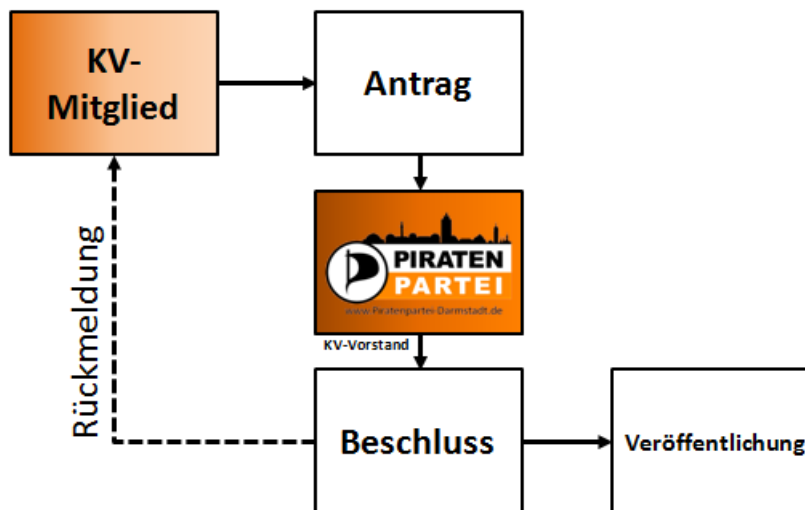 KV-
Mitglied
Antrag
PIRATEN
PARTEI
www.Piratenpartei-Darmstadt.de
KV-Vorstand
Rückmeldung
Beschluss
Veröffentlichung